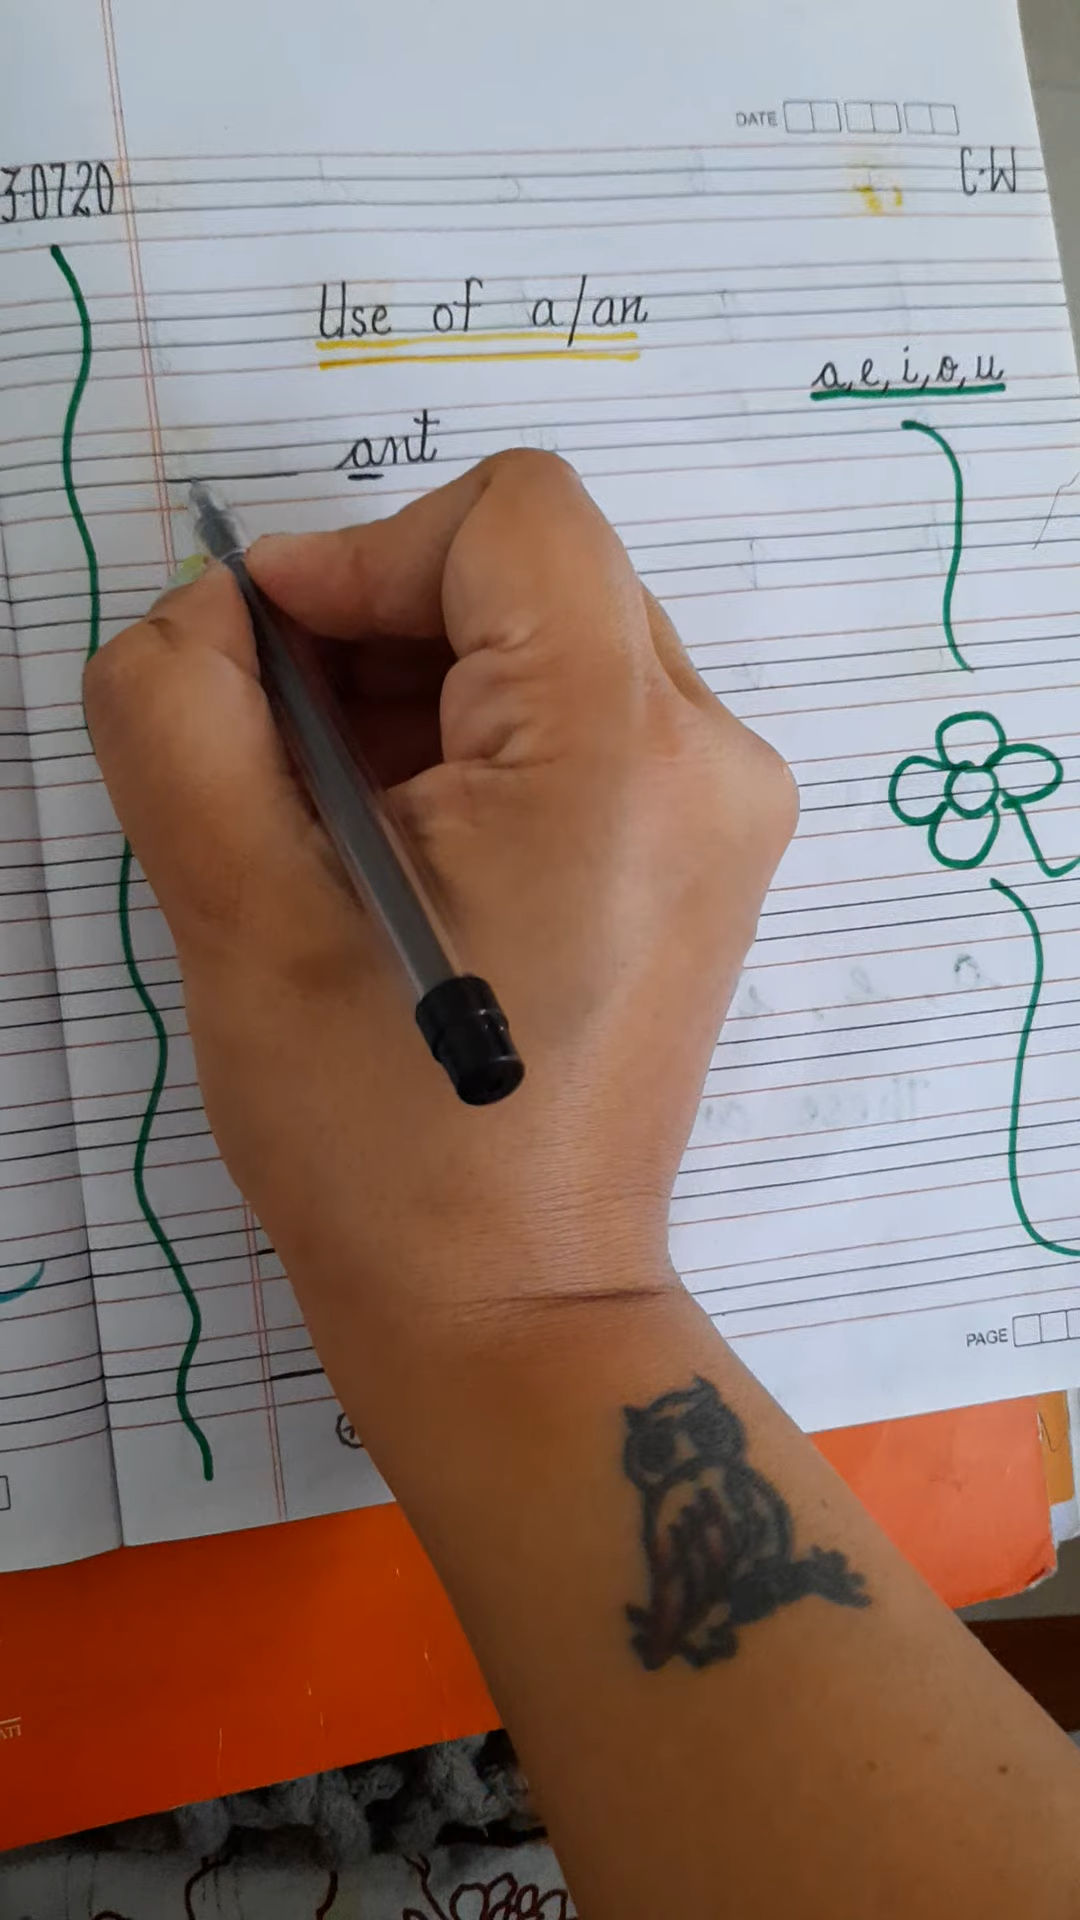 DATE
3·07·20
C·W
Use of a/an
a, e, i, o, u
ant
PAGE